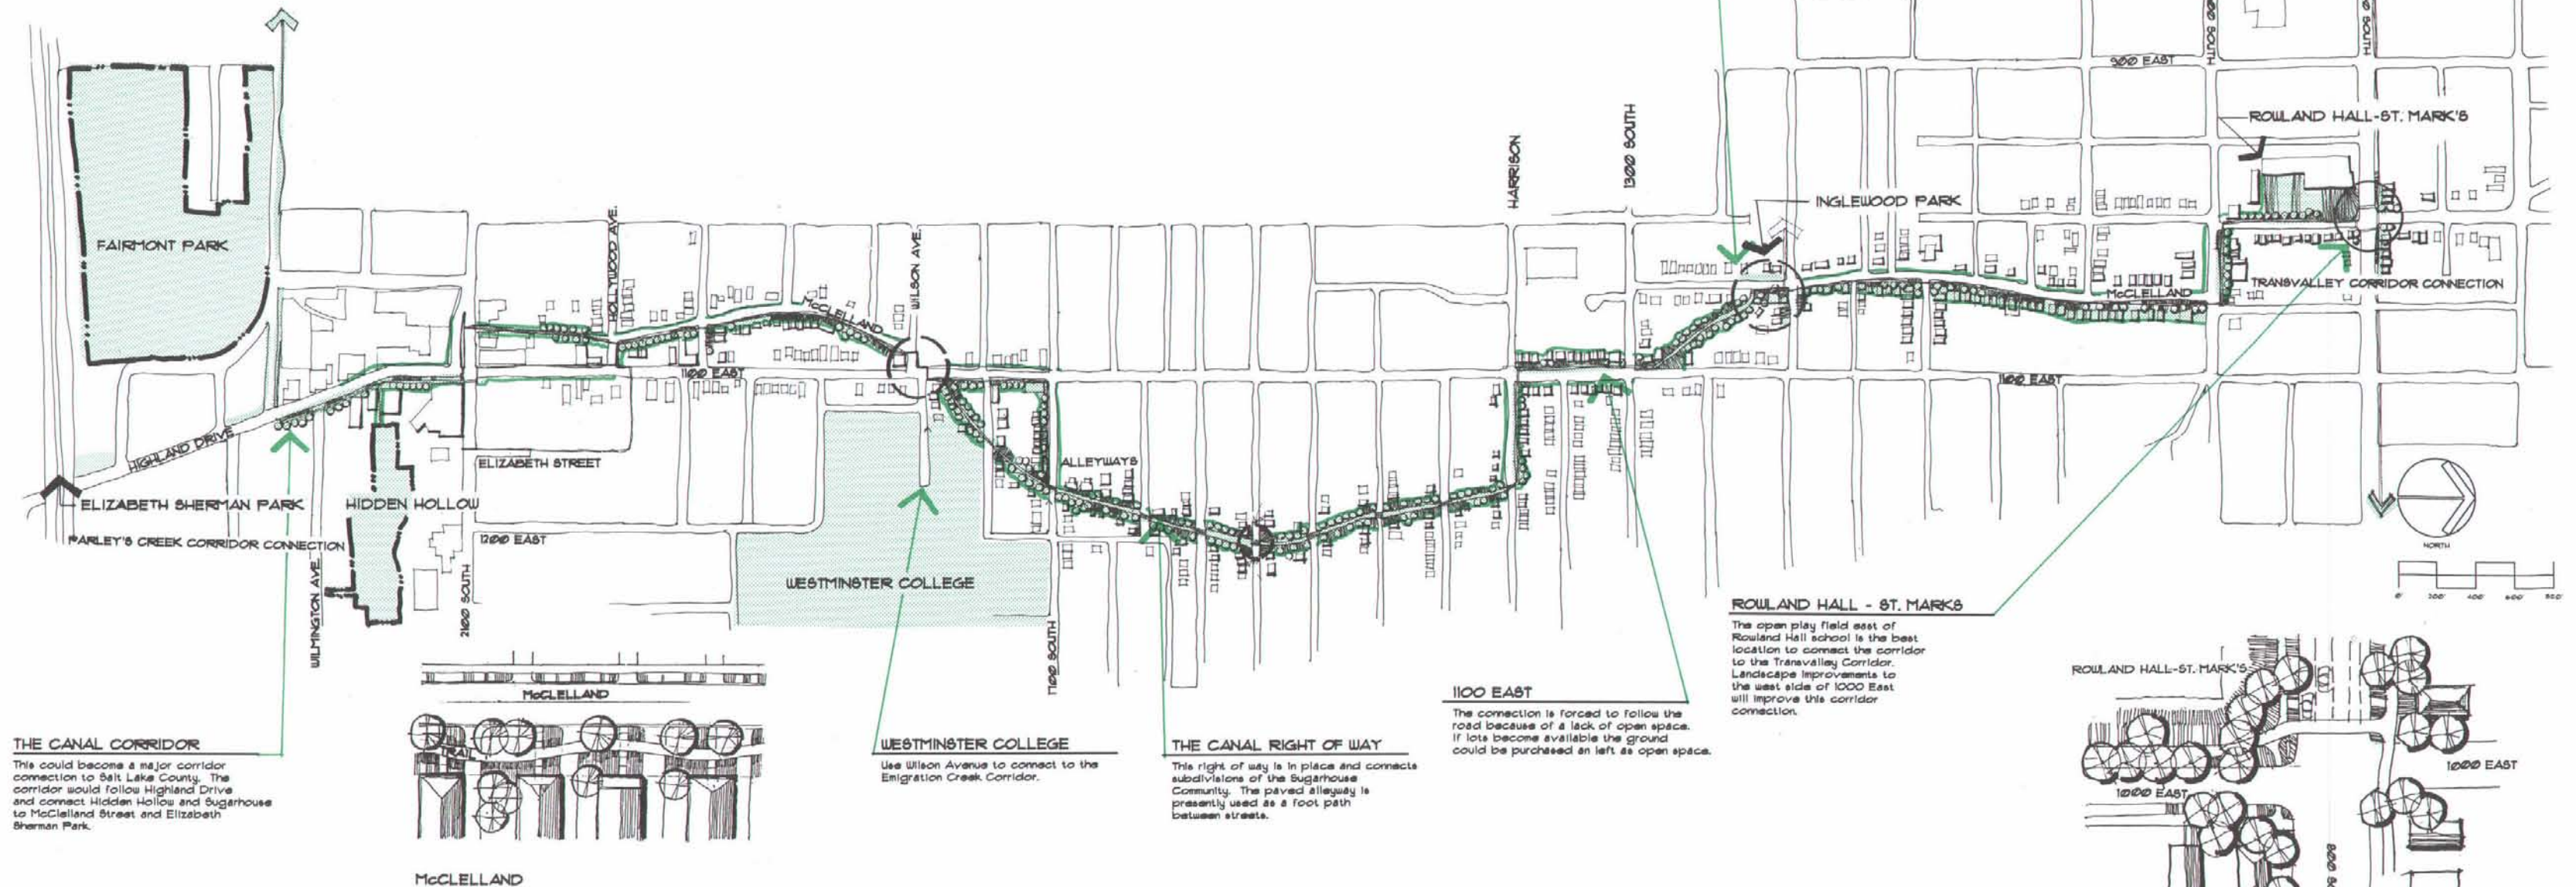 900 EAST
00 SOUTH
ROWLAND HALL-ST. MARK'S
HARRISON
1300 SOUTH
INGLEWOOD PARK
FAIRMONT PARK
HOLLYWOOD AVE.
WILSON AVE.
McCLELLAND
McCLELLAND
TRANSVALLEY CORRIDOR CONNECTION
1100 EAST
1100 EAST
HIGHLAND DRIVE
ELIZABETH STREET
ALLEYWAYS
ELIZABETH SHERMAN PARK
HIDDEN HOLLOW
PARLEY'S CREEK CORRIDOR CONNECTION
1200 EAST
WESTMINSTER COLLEGE
WILMINGTON AVE.
2100 SOUTH
1700 SOUTH
NORTH
0' 200' 400' 600' 800'
THE CANAL CORRIDOR
This could become a major corridor
connection to Salt Lake County. The
corridor would follow Highland Drive
and connect Hidden Hollow and Sugarhouse
to McClelland Street and Elizabeth
Sherman Park.
McCLELLAND
TRAIL
McCLELLAND
WESTMINSTER COLLEGE
Use Wilson Avenue to connect to the
Emigration Creek Corridor.
THE CANAL RIGHT OF WAY
This right of way is in place and connects
subdivisions of the Sugarhouse
Community. The paved alleyway is
presently used as a foot path
between streets.
1100 EAST
The connection is forced to follow the
road because of a lack of open space.
If lots become available the ground
could be purchased an left as open space.
ROWLAND HALL - ST. MARKS
The open play field east of
Rowland Hall school is the best
location to connect the corridor
to the Transvalley Corridor.
Landscape improvements to
the west side of 1000 East
will improve this corridor
connection.
ROWLAND HALL-ST. MARK'S
1000 EAST
1000 EAST